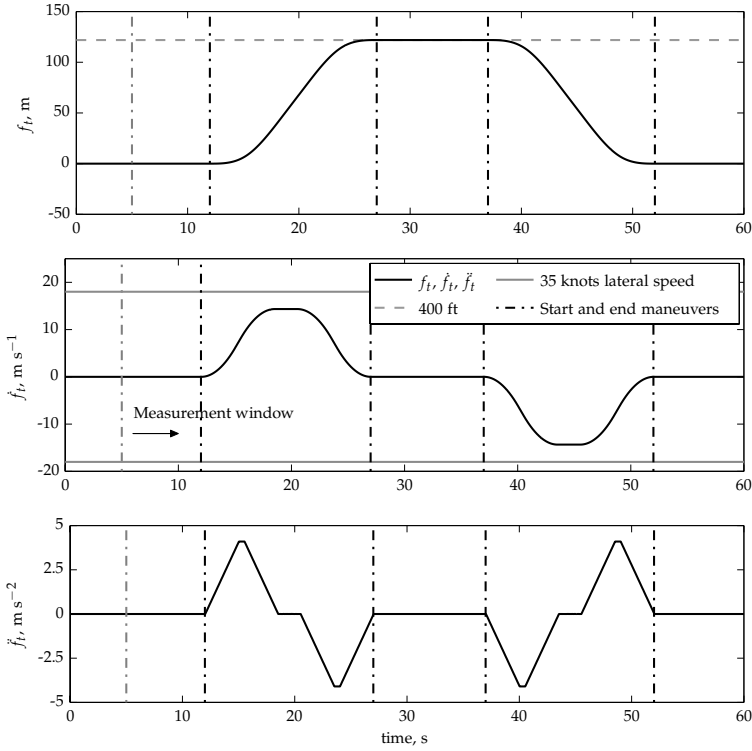 150
100
50
0
-50
f_t, m
0 10 20 30 40 50 60
20
10
0
-10
-20
ḟ_t, m s⁻¹
f_t, ḟ_t, f̈_t
35 knots lateral speed
400 ft
Start and end maneuvers
Measurement window
0 10 20 30 40 50 60
5
2.5
0
-2.5
-5
f̈_t, m s⁻²
0 10 20 30 40 50 60
time, s